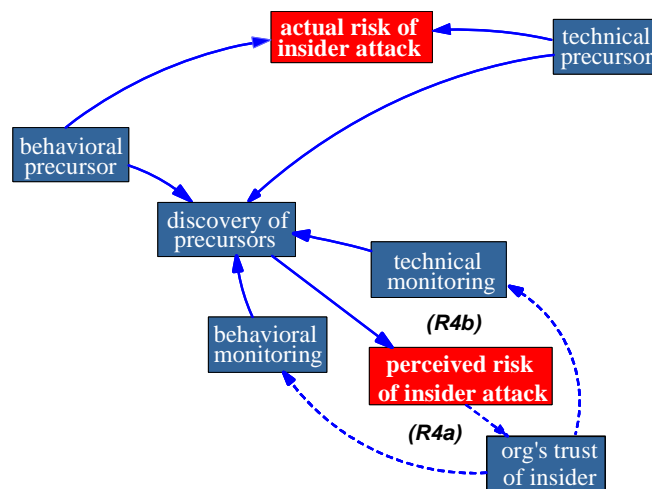 actual risk of
insider attack
technical
precursor
behavioral
precursor
discovery of
precursors
technical
monitoring
behavioral
monitoring
(R4b)
perceived risk
of insider attack
(R4a)
org's trust
of insider